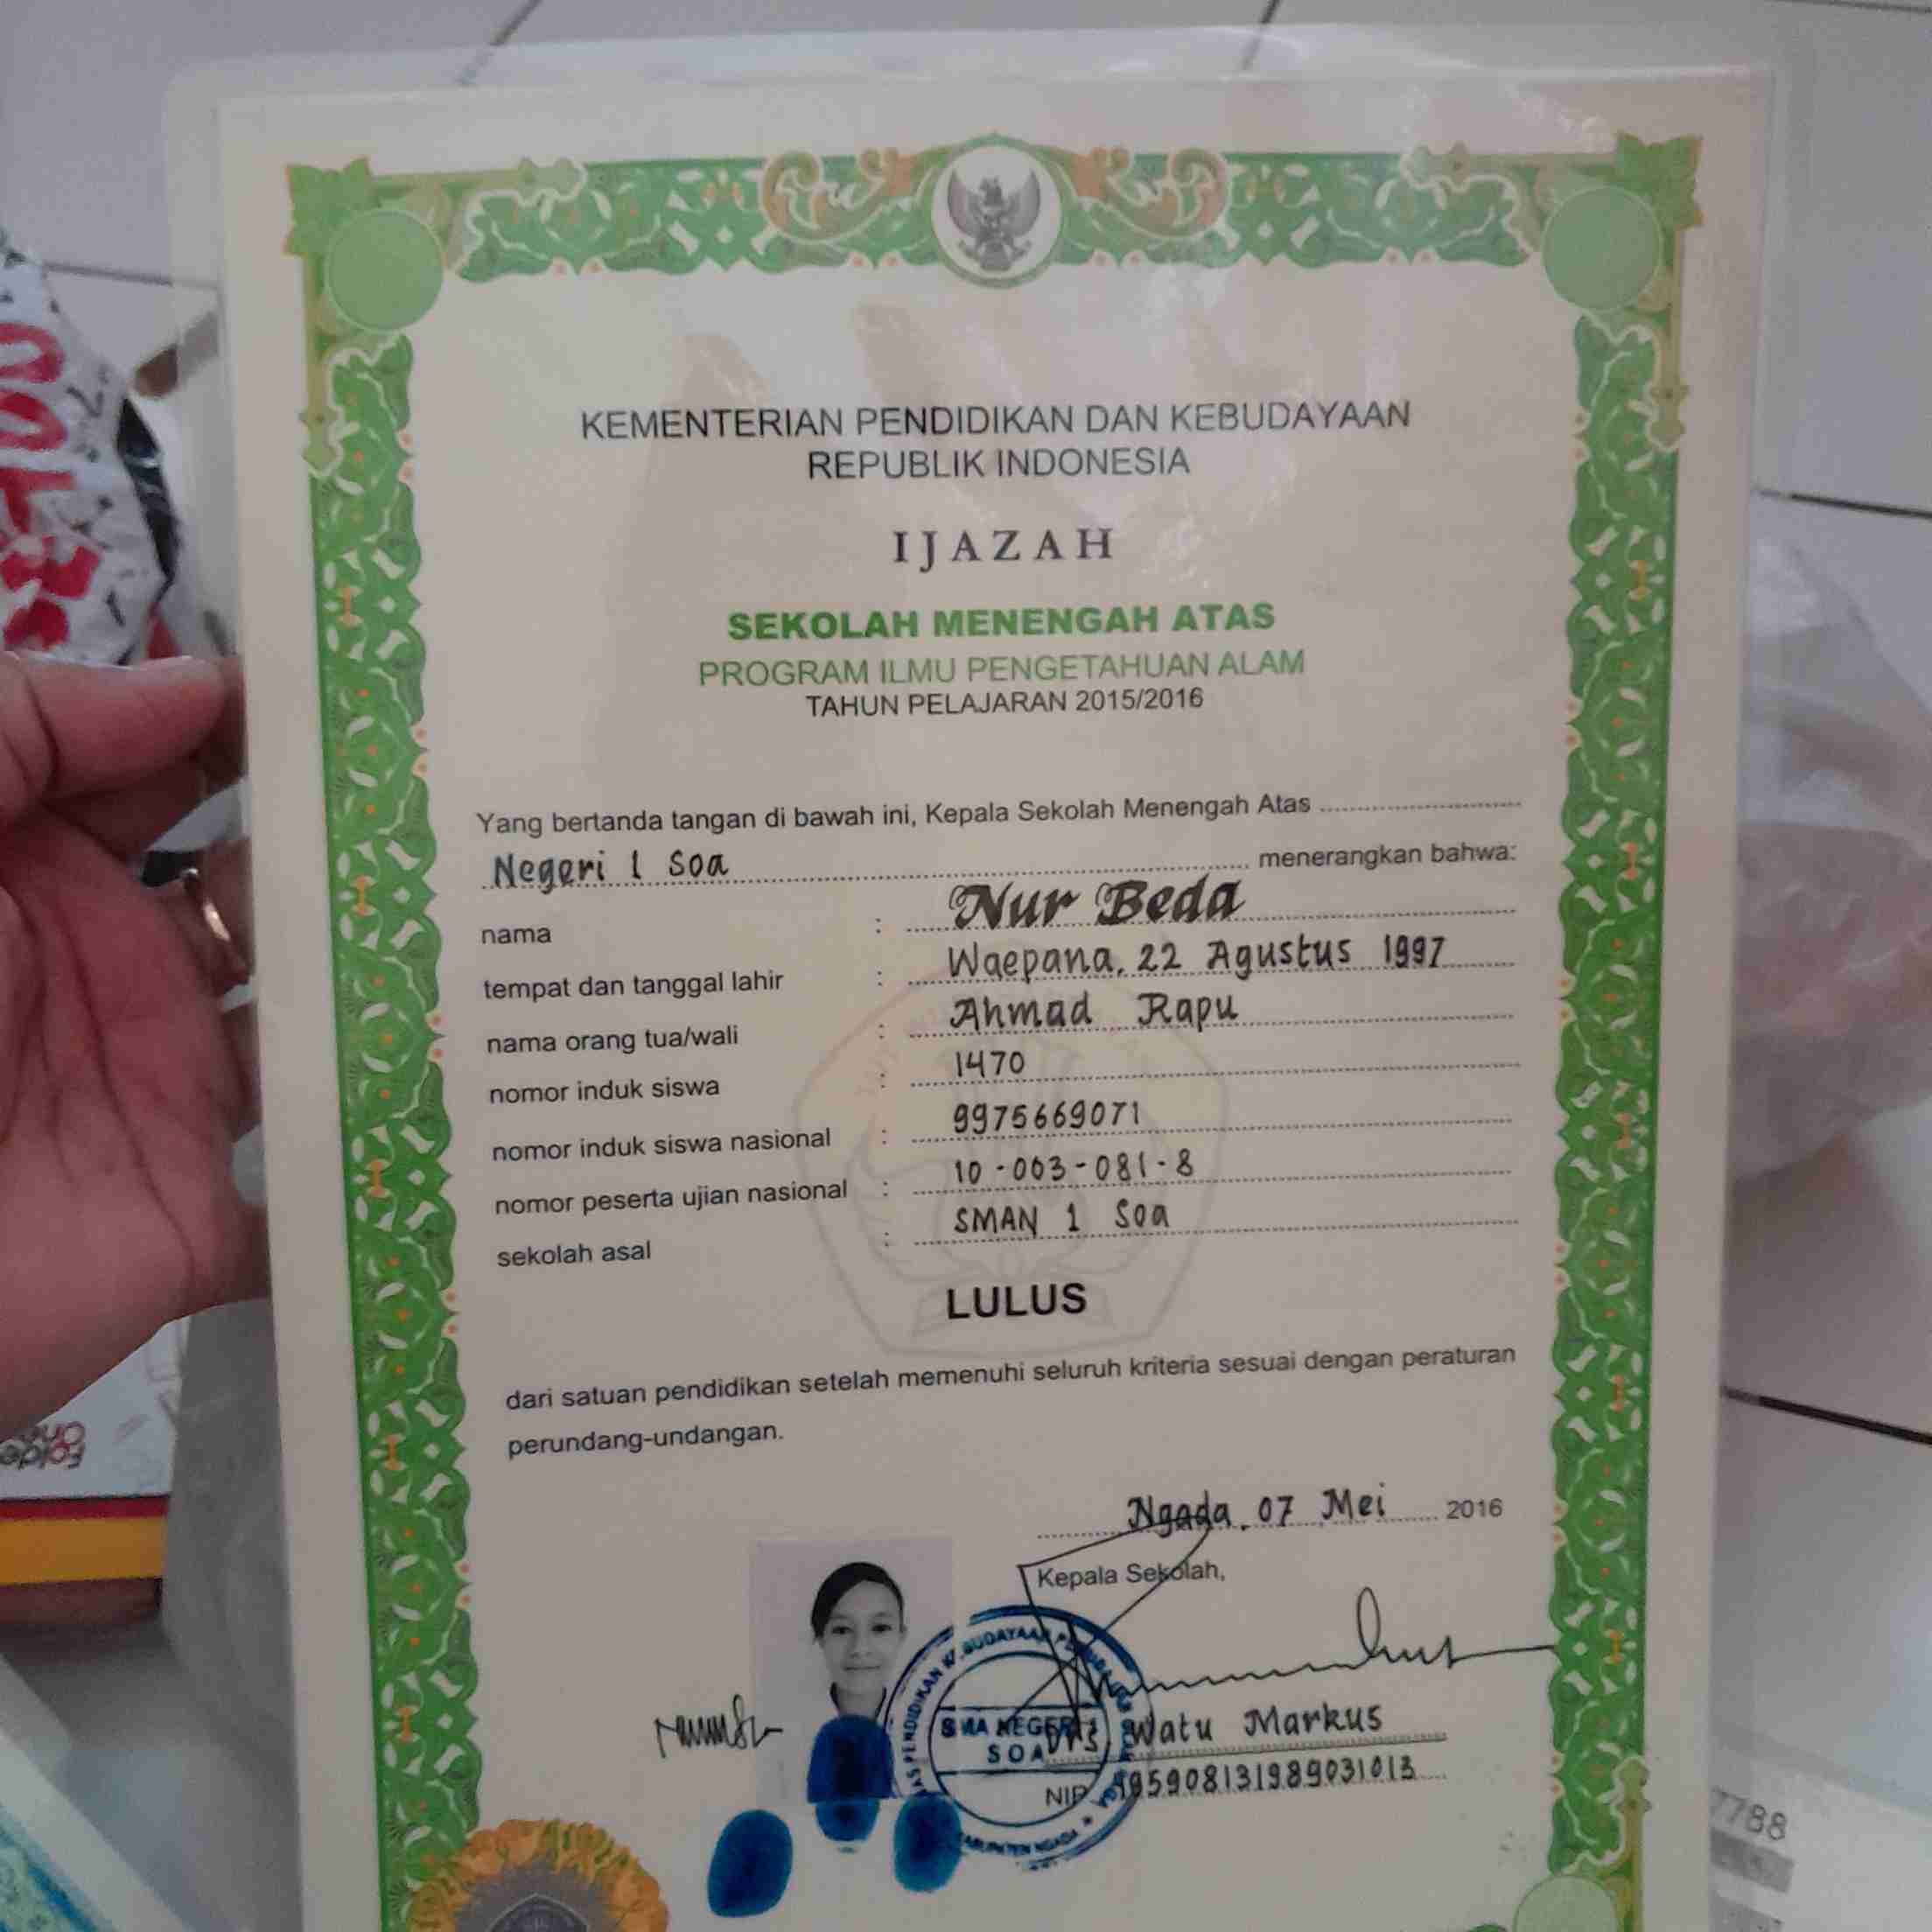 KEMENTERIAN PENDIDIKAN DAN KEBUDAYAAN
REPUBLIK INDONESIA
IJAZAH
SEKOLAH MENENGAH ATAS
PROGRAM ILMU PENGETAHUAN ALAM
TAHUN PELAJARAN 2015/2016
Yang bertanda tangan di bawah ini, Kepala Sekolah Menengah Atas
Negeri 1 Soa menerangkan bahwa:
nama : Nur Beda
tempat dan tanggal lahir : Waepana, 22 Agustus 1997
nama orang tua/wali : Ahmad Rapu
nomor induk siswa : 1470
nomor induk siswa nasional : 9975669071
nomor peserta ujian nasional : 10-003-081-8
sekolah asal : SMAN 1 Soa
LULUS
dari satuan pendidikan setelah memenuhi seluruh kriteria sesuai dengan peraturan
perundang-undangan.
Ngada, 07 Mei 2016
Kepala Sekolah,
SMA NEGERI 1
SOA
Drs Watu Markus
NIP 195908131989031013
KABUPATEN NGADA
7788